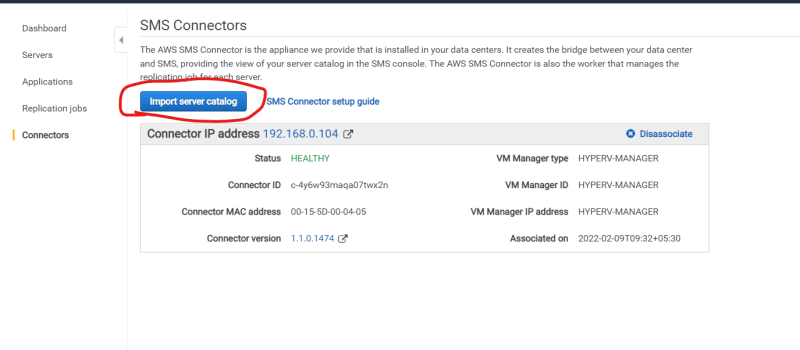 Dashboard
Servers
Applications
Replication jobs
Connectors
SMS Connectors
The AWS SMS Connector is the appliance we provide that is installed in your data centers. It creates the bridge between your data center
and SMS, providing the view of your server catalog in the SMS console. The AWS SMS Connector is also the worker that manages the
replication job for each server.
Import server catalog SMS Connector setup guide
Connector IP address 192.168.0.104 Disassociate
Status HEALTHY VM Manager type HYPERV-MANAGER
Connector ID c-4y6w93maqa07twx2n VM Manager ID HYPERV-MANAGER
Connector MAC address 00-15-5D-00-04-05 VM Manager IP address HYPERV-MANAGER
Connector version 1.1.0.1474 Associated on 2022-02-09T09:32+05:30